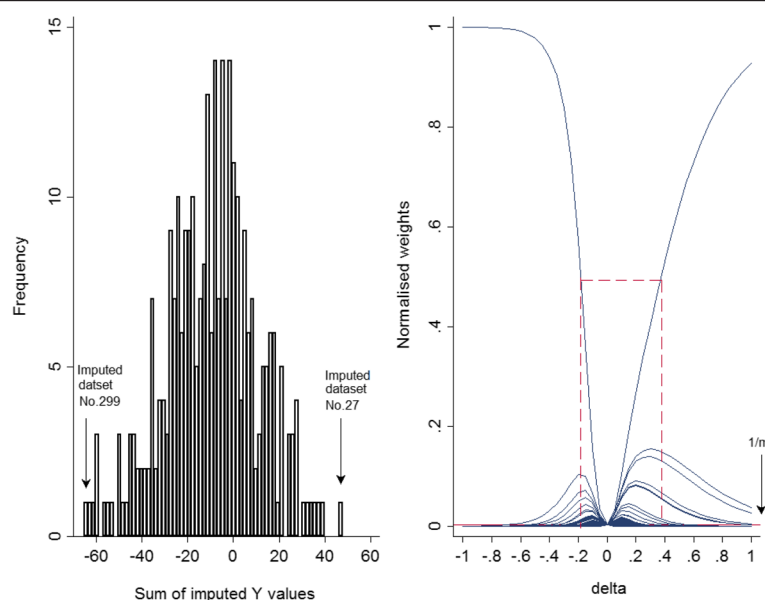 15
10
5
0
Frequency
Imputed
datset
No.299
Imputed
dataset
No.27
-60 -40 -20 0 20 40 60
Sum of imputed Y values
1
.8
.6
.4
.2
0
Normalised weights
1/m
-1 -.8 -.6 -.4 -.2 0 .2 .4 .6 .8 1
delta